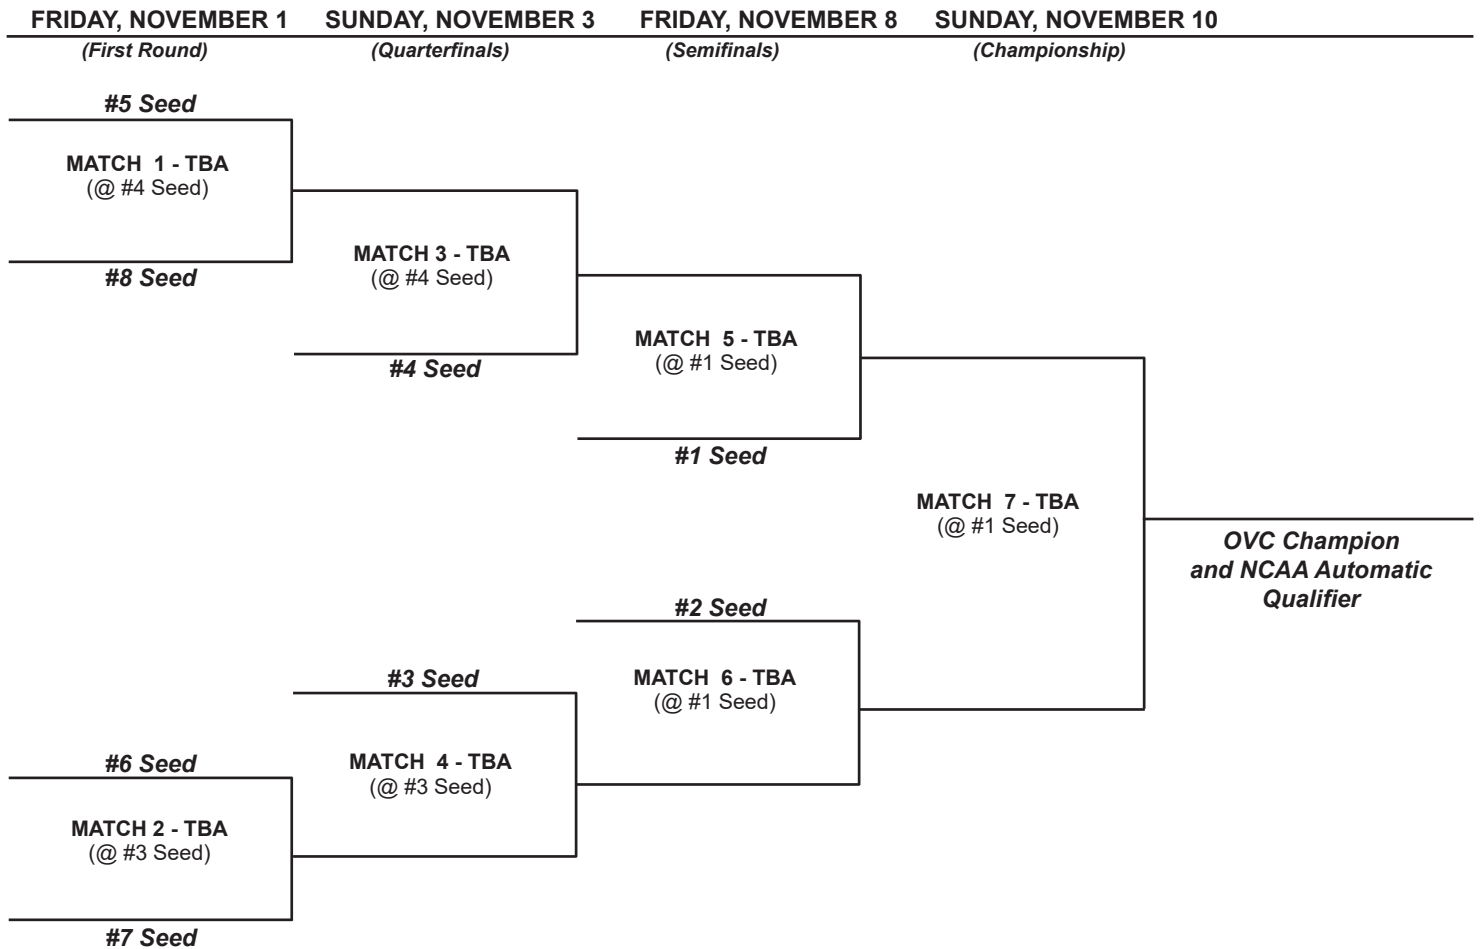 FRIDAY, NOVEMBER 1 SUNDAY, NOVEMBER 3 FRIDAY, NOVEMBER 8 SUNDAY, NOVEMBER 10
(First Round) (Quarterfinals) (Semifinals) (Championship)
#5 Seed
MATCH 1 - TBA
(@ #4 Seed)
#8 Seed
MATCH 3 - TBA
(@ #4 Seed)
#4 Seed
MATCH 5 - TBA
(@ #1 Seed)
#1 Seed
MATCH 7 - TBA
(@ #1 Seed)
OVC Champion
and NCAA Automatic
Qualifier
#2 Seed
MATCH 6 - TBA
(@ #1 Seed)
#3 Seed
MATCH 4 - TBA
(@ #3 Seed)
#6 Seed
MATCH 2 - TBA
(@ #3 Seed)
#7 Seed